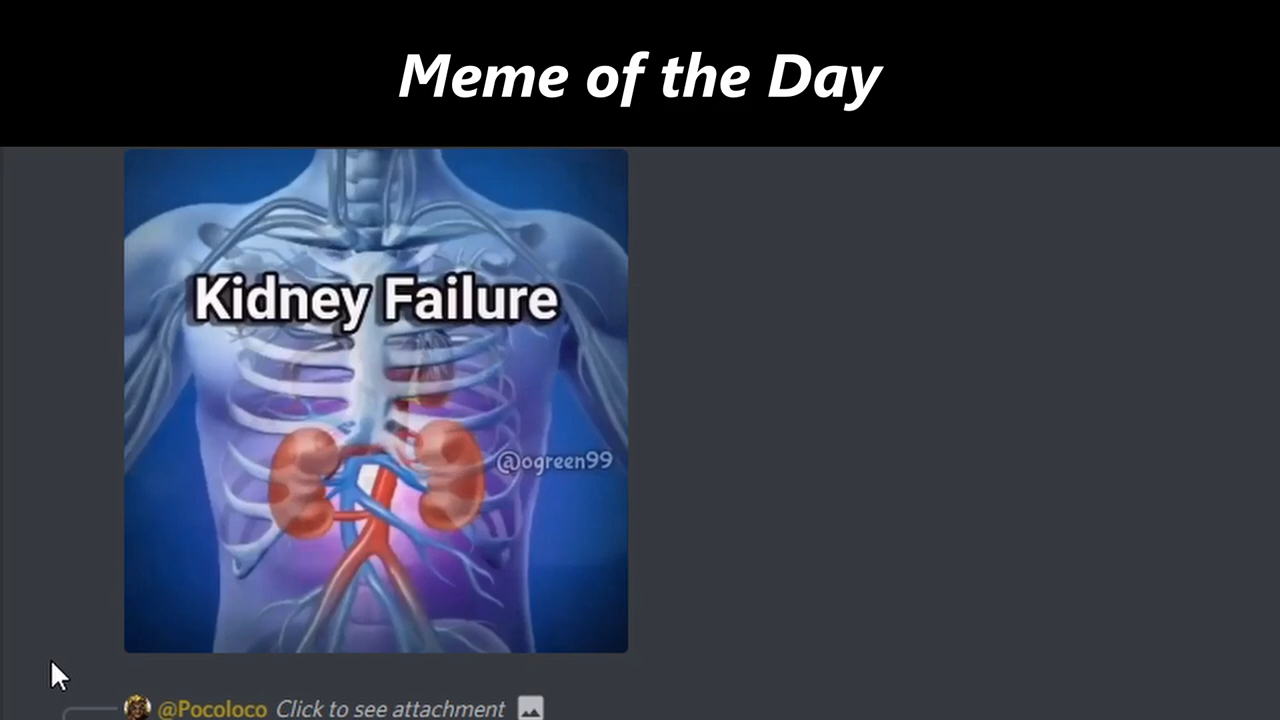 Meme of the Day
Kidney Failure
@ogreen99
@Pocoloco Click to see attachment